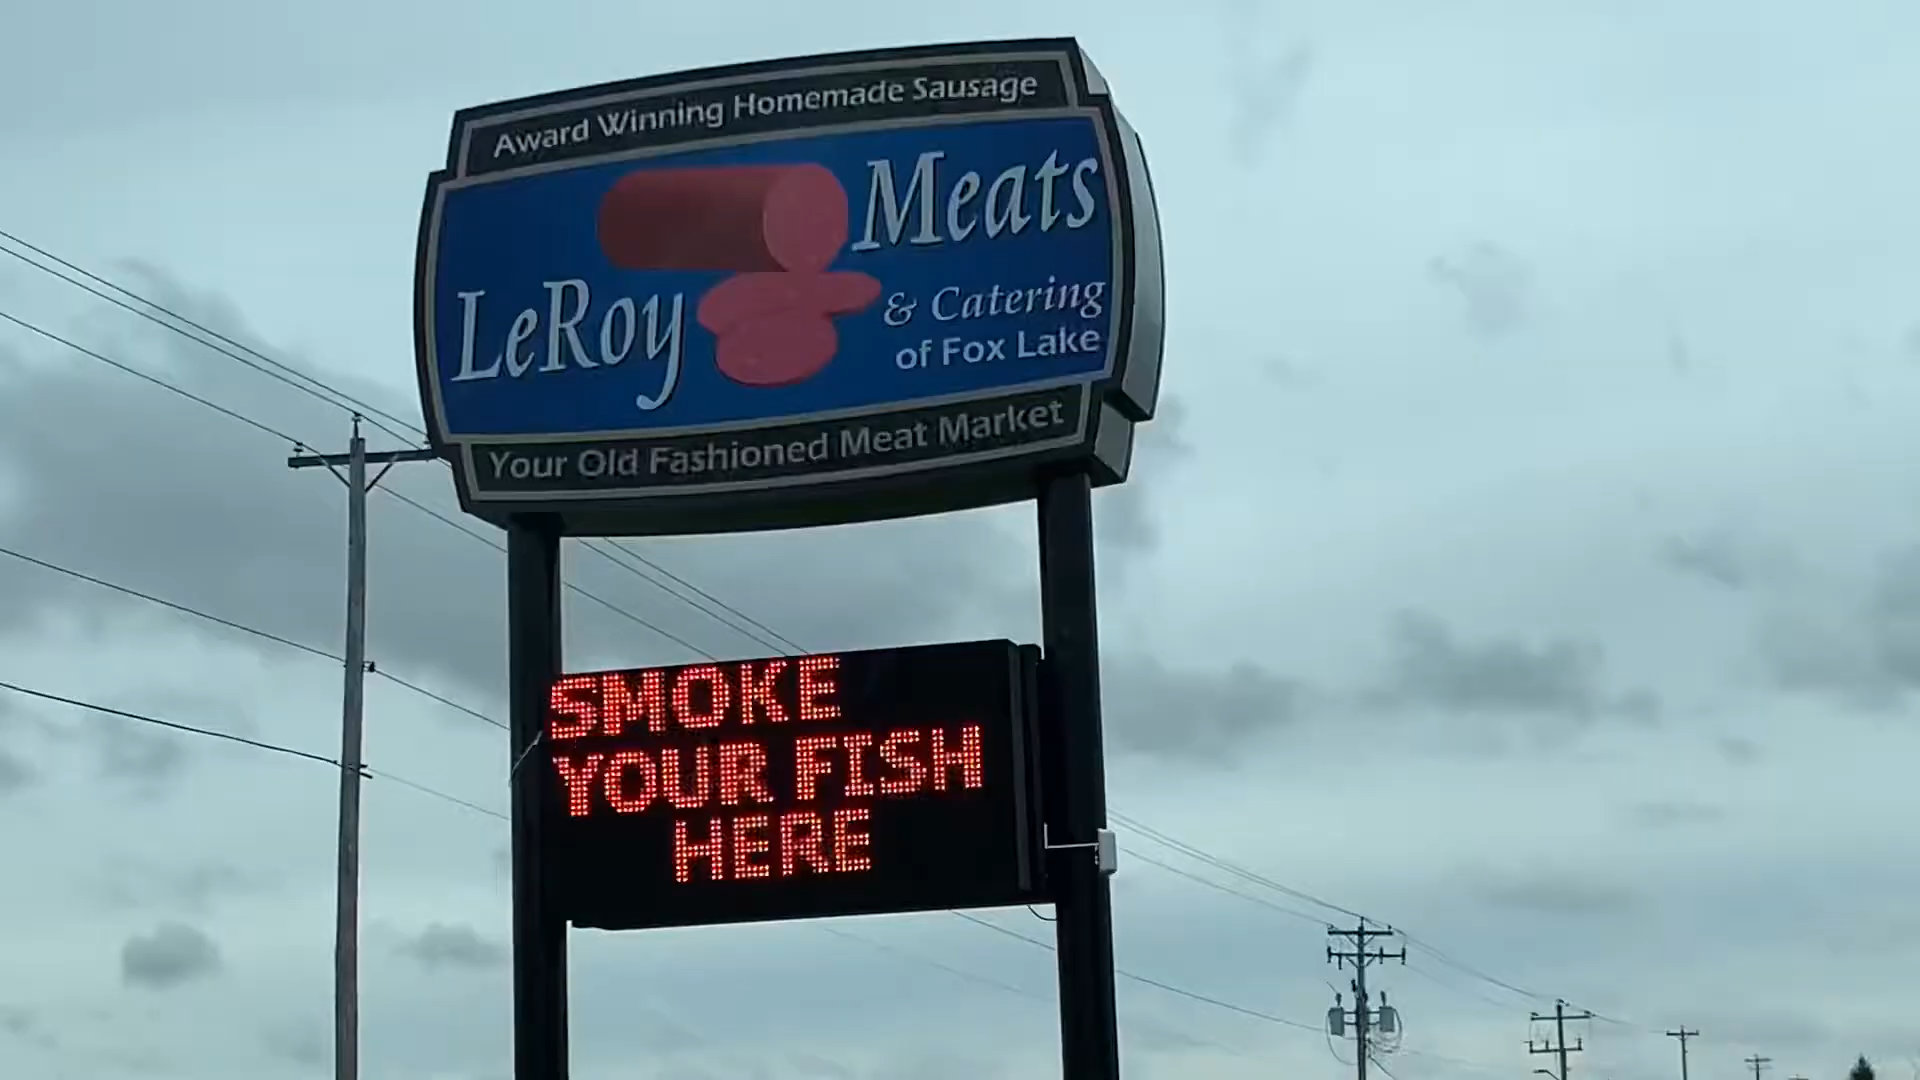 Award Winning Homemade Sausage
LeRoy Meats
& Catering
of Fox Lake
Your Old Fashioned Meat Market
SMOKE
YOUR FISH
HERE